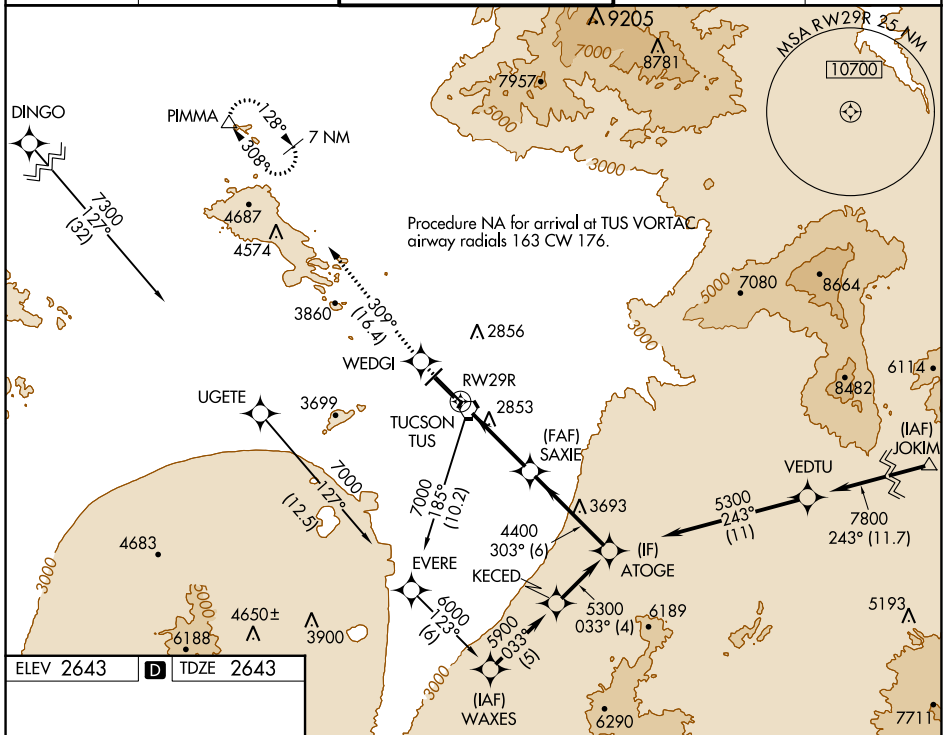 9205
7000
8781
7957
5000
3000
MSA RW29R 25 NM
10700
DINGO
PIMMA
128°
7 NM
308°
7300
127°
(32)
4687
4574
Procedure NA for arrival at TUS VORTAC
airway radials 163 CW 176.
5000
7080
8664
3860
309°
(16.4)
2856
3000
WEDGI
RW29R
6114
8482
UGETE
3699
TUCSON
TUS
2853
(FAF)
SAXIE
(IAF)
JOKIM
VEDTU
7000
127°
(12.5)
7000
185°
(10.2)
3693
5300
243°
(11)
7800
243° (11.7)
4400
303° (6)
(IF)
ATOGE
4683
3000
EVERE
KECED
5300
033° (4)
6000
123°
(6)
5900
033°
(5)
5000
4650±
6188
3900
6189
5193
3000
(IAF)
WAXES
6290
7711
ELEV 2643 D TDZE 2643